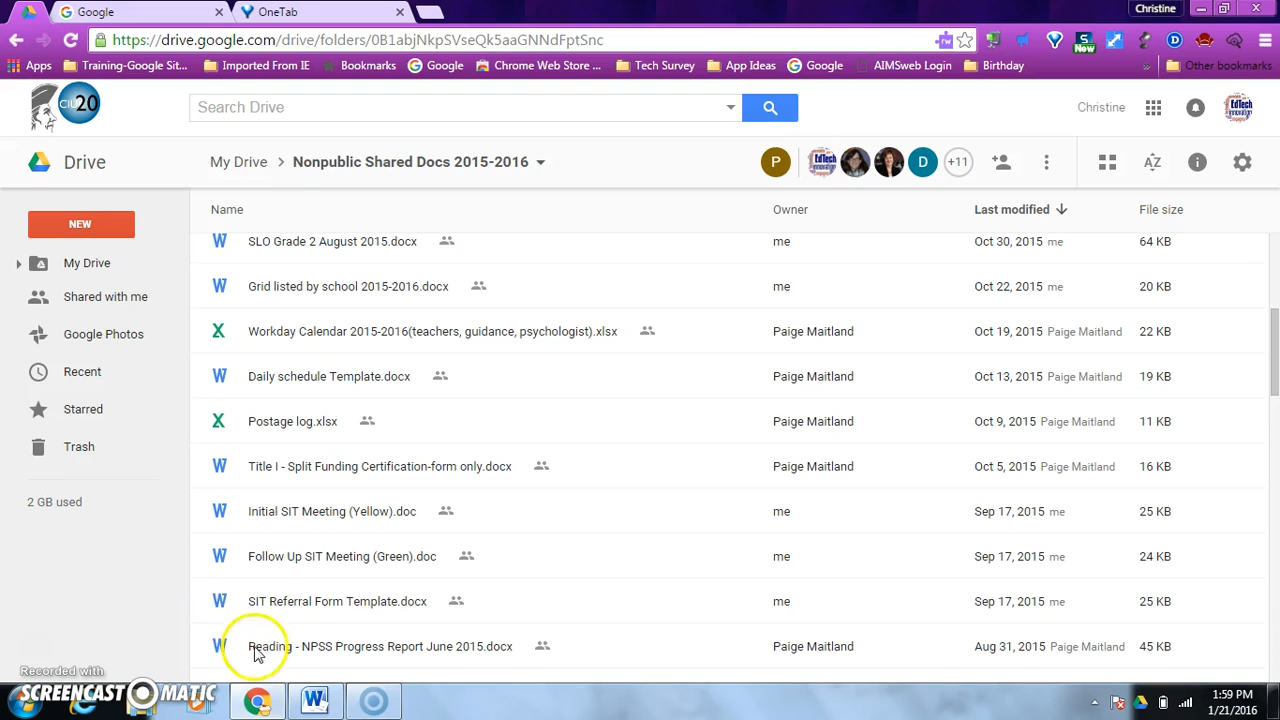 Google
OneTab
Christine
https://drive.google.com/drive/folders/0B1abjNkpSVseQk5aaGNNdFptSnc
rw
New
Apps
Training-Google Sit...
Imported From IE
Bookmarks
Google
Chrome Web Store ...
Tech Survey
App Ideas
Google
AIMSweb Login
Birthday
»
Other bookmarks
CIU20
Search Drive
Christine
EdTech
Drive
My Drive > Nonpublic Shared Docs 2015-2016
P
EdTech
D
+11
NEW
My Drive
Shared with me
Google Photos
Recent
Starred
Trash
2 GB used
Name Owner Last modified File size
SLO Grade 2 August 2015.docx me Oct 30, 2015 me 64 KB
Grid listed by school 2015-2016.docx me Oct 22, 2015 me 20 KB
Workday Calendar 2015-2016(teachers, guidance, psychologist).xlsx Paige Maitland Oct 19, 2015 Paige Maitland 22 KB
Daily schedule Template.docx Paige Maitland Oct 13, 2015 Paige Maitland 19 KB
Postage log.xlsx Paige Maitland Oct 9, 2015 Paige Maitland 11 KB
Title I - Split Funding Certification-form only.docx Paige Maitland Oct 5, 2015 Paige Maitland 16 KB
Initial SIT Meeting (Yellow).doc me Sep 17, 2015 me 25 KB
Follow Up SIT Meeting (Green).doc me Sep 17, 2015 me 24 KB
SIT Referral Form Template.docx me Sep 17, 2015 me 25 KB
Reading - NPSS Progress Report June 2015.docx Paige Maitland Aug 31, 2015 Paige Maitland 45 KB
Recorded with
SCREENCAST MATIC
1:59 PM
1/21/2016